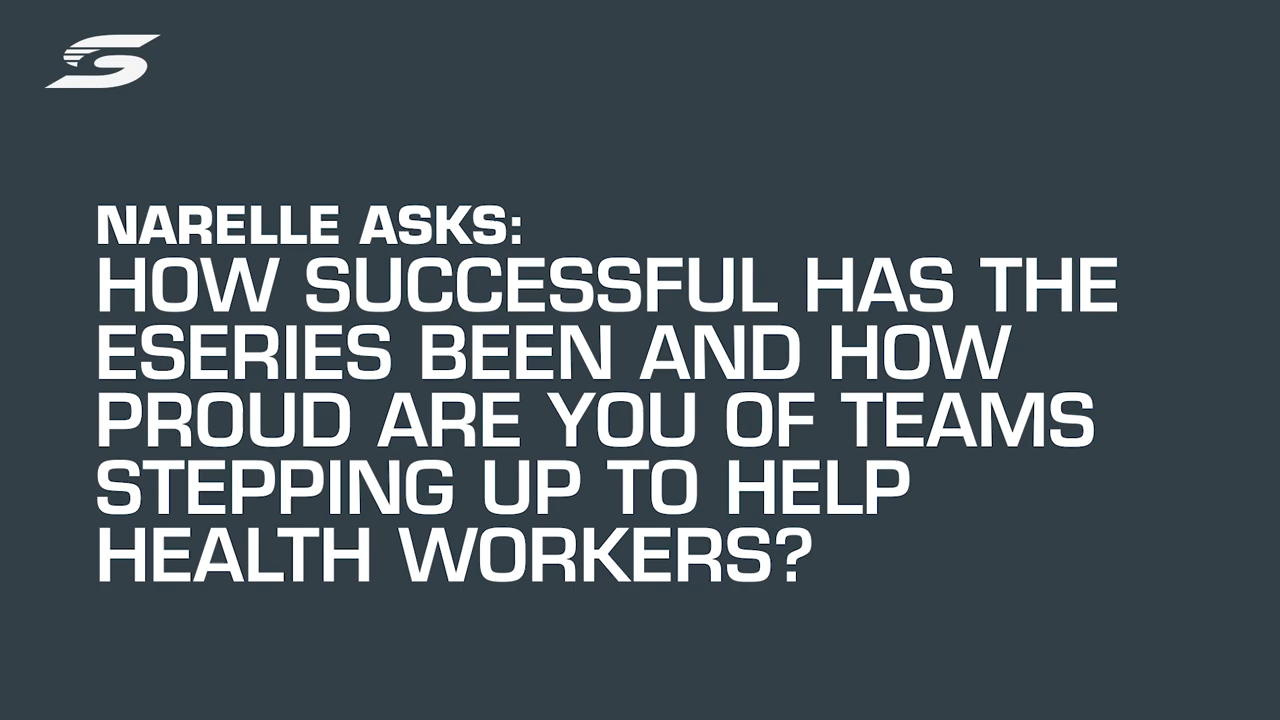 NARELLE ASKS:
HOW SUCCESSFUL HAS THE
ESERIES BEEN AND HOW
PROUD ARE YOU OF TEAMS
STEPPING UP TO HELP
HEALTH WORKERS?